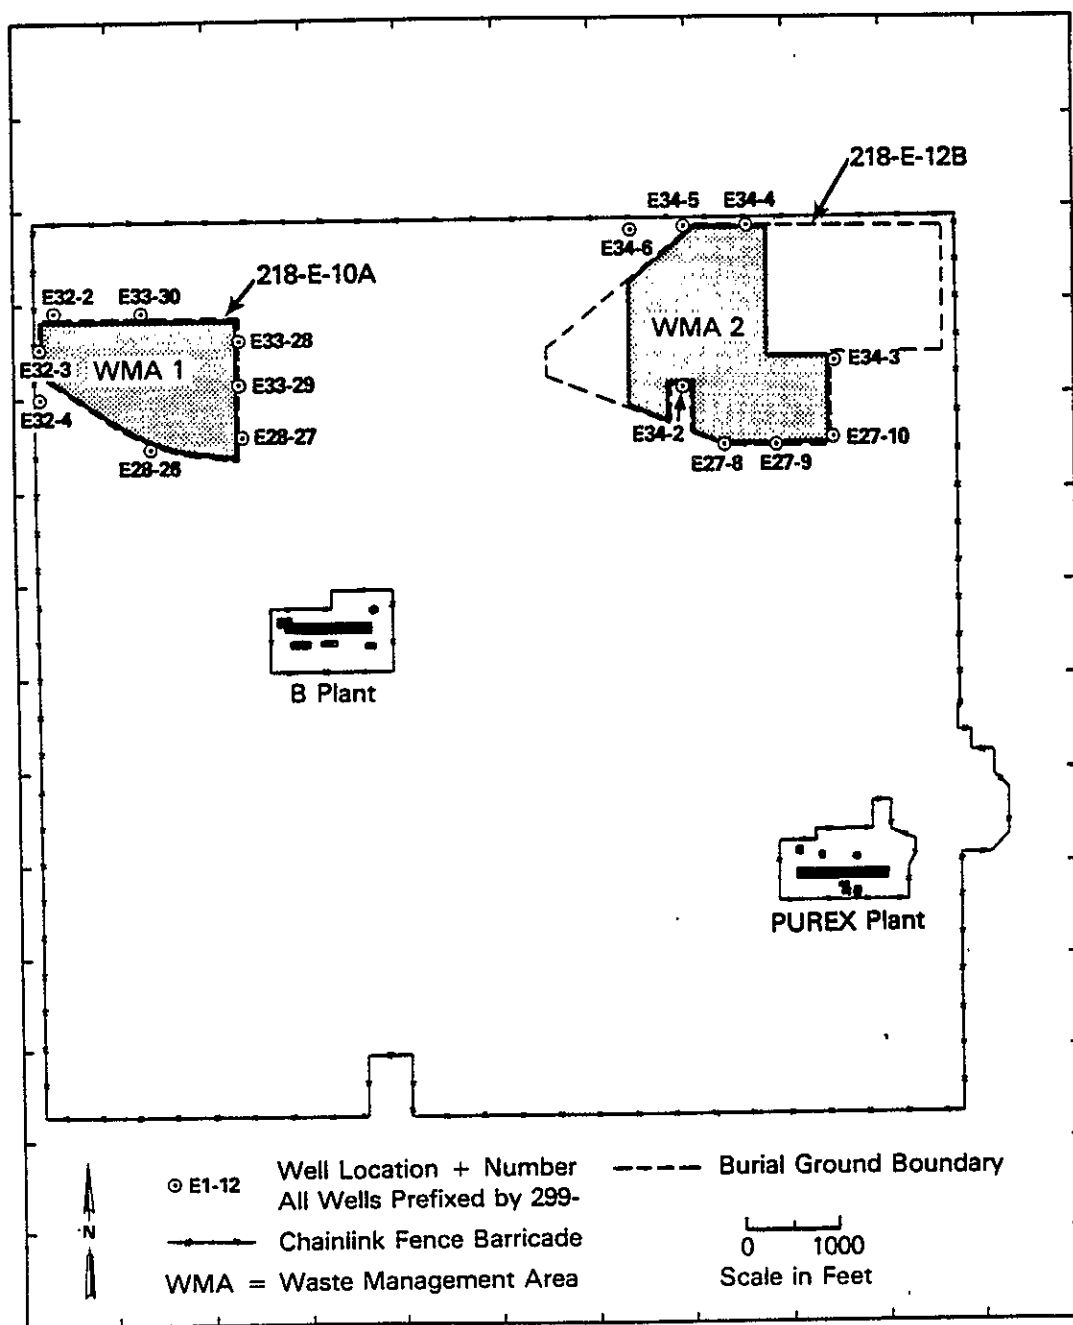 218-E-12B
E34-5
E34-4
E34-6
218-E-10A
E32-2
E33-30
WMA 2
E33-28
E34-3
E32-3
WMA 1
E33-29
E32-4
E34-2
E28-27
E27-10
E28-26
E27-8
E27-9
B Plant
PUREX Plant
E1-12
Well Location + Number
All Wells Prefixed by 299-
Burial Ground Boundary
N
Chainlink Fence Barricade
0 1000
Scale in Feet
WMA = Waste Management Area